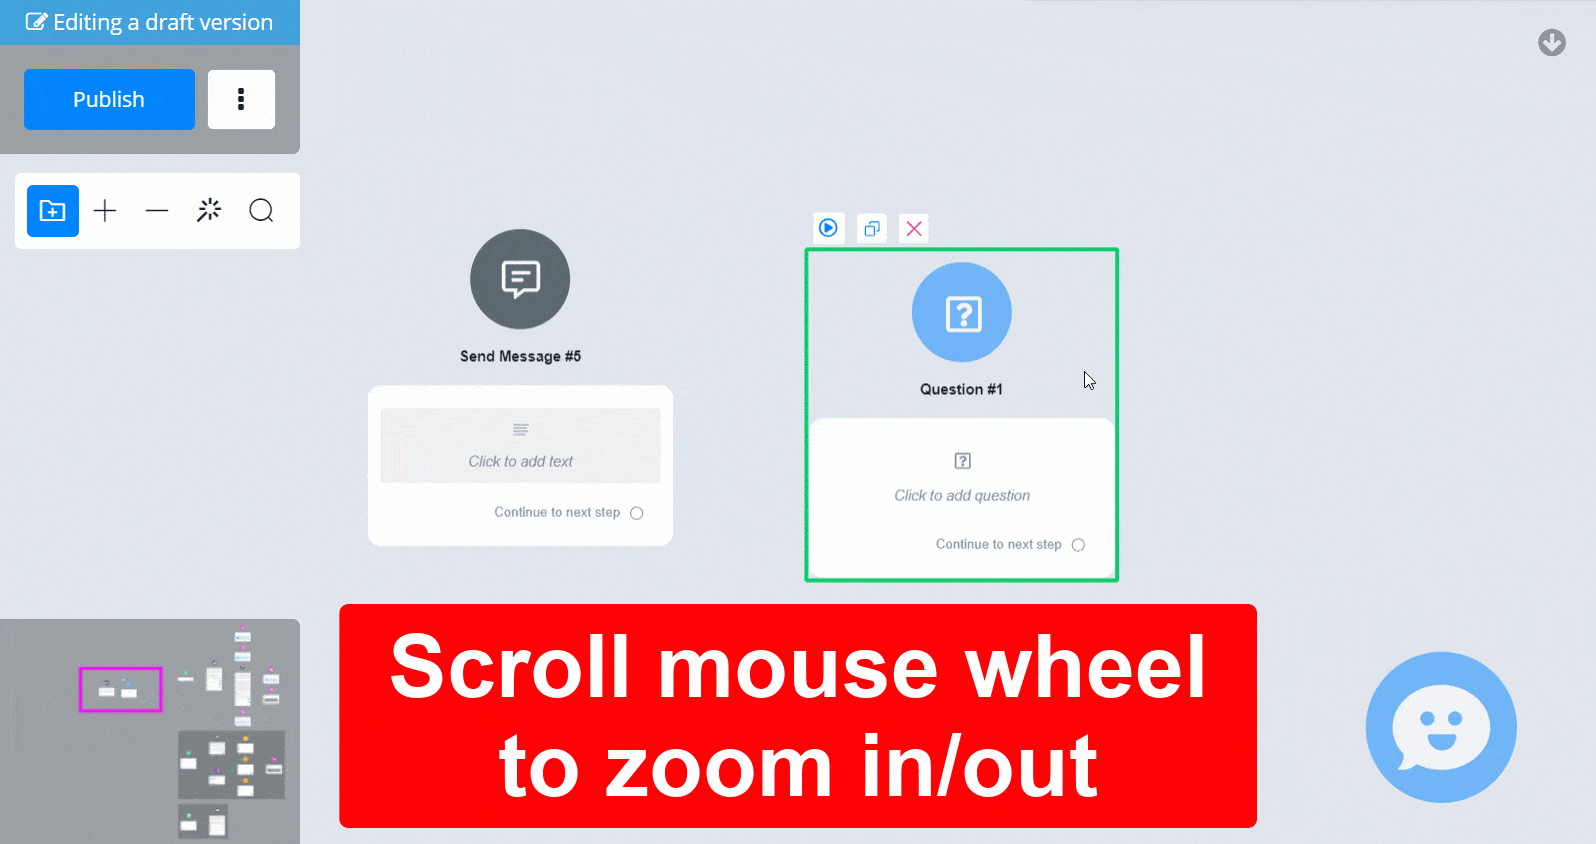 Editing a draft version
Publish
Send Message #5
Click to add text
Continue to next step
Question #1
Click to add question
Continue to next step
Scroll mouse wheel
to zoom in/out